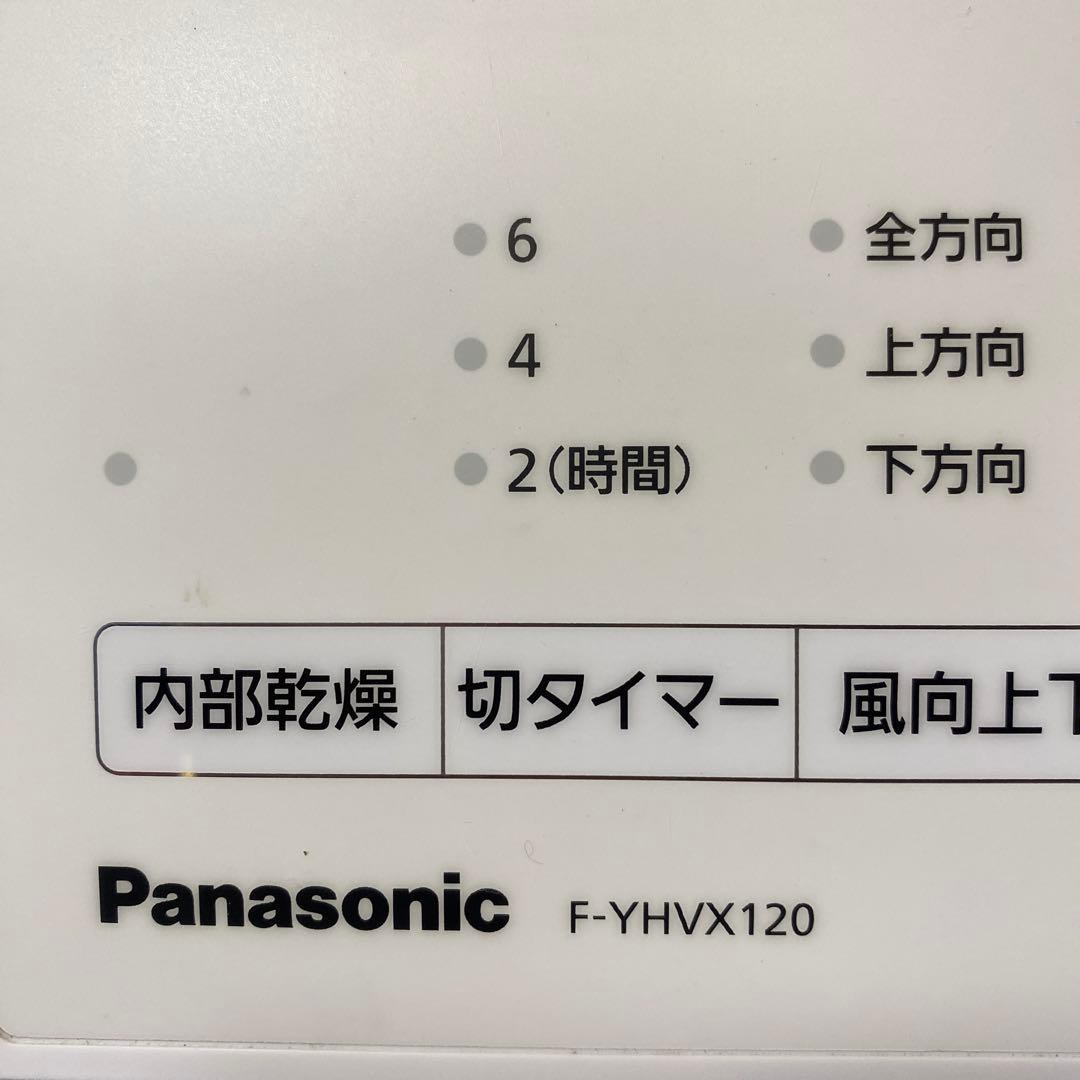 6 全方向
4 上方向
2(時間) 下方向
内部乾燥 切タイマー 風向上下
Panasonic F-YHVX120